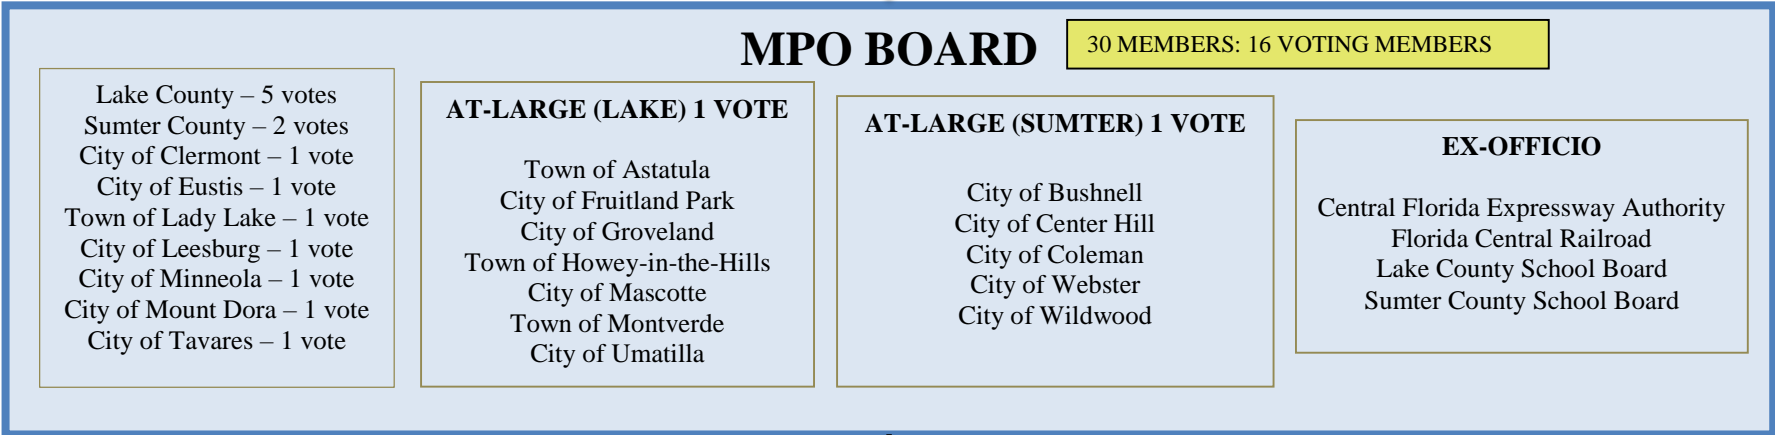 MPO BOARD
30 MEMBERS: 16 VOTING MEMBERS
Lake County – 5 votes
Sumter County – 2 votes
City of Clermont – 1 vote
City of Eustis – 1 vote
Town of Lady Lake – 1 vote
City of Leesburg – 1 vote
City of Minneola – 1 vote
City of Mount Dora – 1 vote
City of Tavares – 1 vote
AT-LARGE (LAKE) 1 VOTE
Town of Astatula
City of Fruitland Park
City of Groveland
Town of Howey-in-the-Hills
City of Mascotte
Town of Montverde
City of Umatilla
AT-LARGE (SUMTER) 1 VOTE
City of Bushnell
City of Center Hill
City of Coleman
City of Webster
City of Wildwood
EX-OFFICIO
Central Florida Expressway Authority
Florida Central Railroad
Lake County School Board
Sumter County School Board